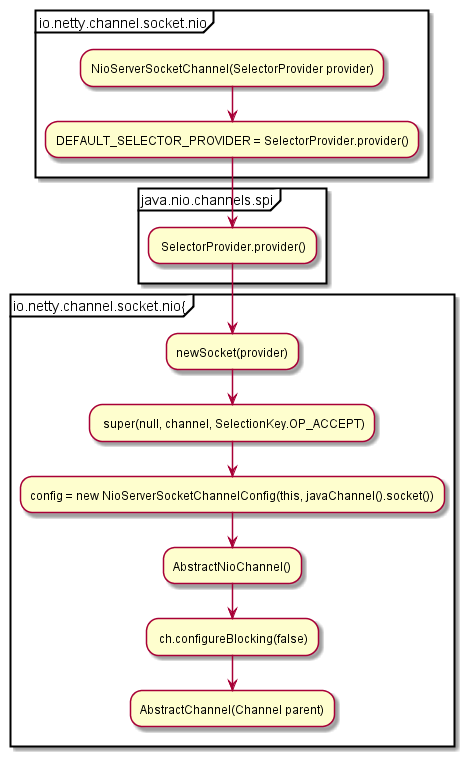 io.netty.channel.socket.nio
NioServerSocketChannel(SelectorProvider provider)
DEFAULT_SELECTOR_PROVIDER = SelectorProvider.provider()
java.nio.channels.spi
SelectorProvider.provider()
io.netty.channel.socket.nio{
newSocket(provider)
super(null, channel, SelectionKey.OP_ACCEPT)
config = new NioServerSocketChannelConfig(this, javaChannel().socket())
AbstractNioChannel()
ch.configureBlocking(false)
AbstractChannel(Channel parent)